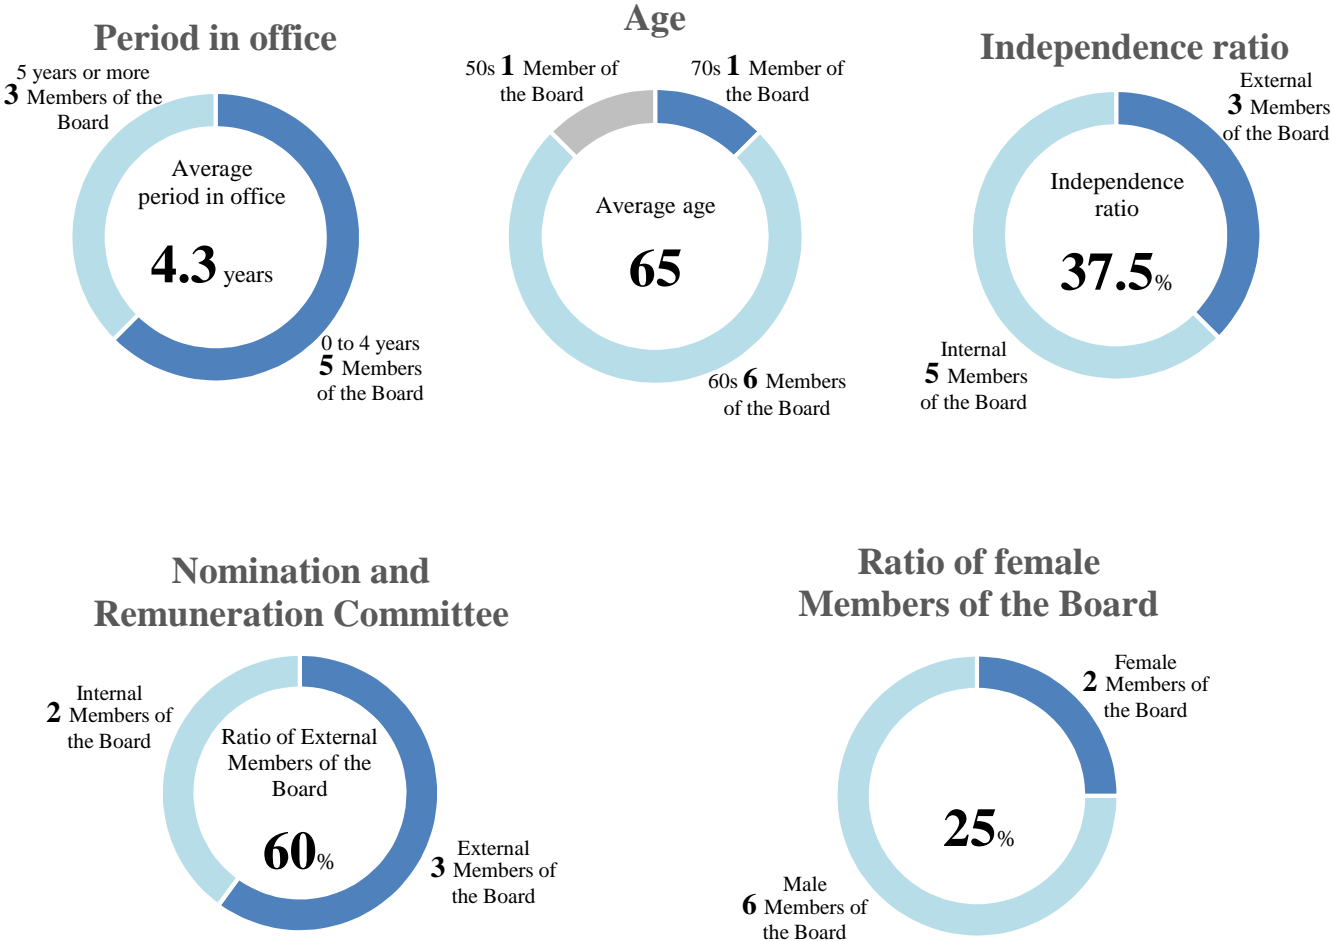 Period in office
5 years or more
3 Members of the
Board
Average
period in office
4.3 years
0 to 4 years
5 Members
of the Board
Age
50s 1 Member of
the Board
70s 1 Member of
the Board
Average age
65
60s 6 Members
of the Board
Independence ratio
External
3 Members
of the Board
Independence
ratio
37.5%
Internal
5 Members
of the Board
Nomination and
Remuneration Committee
Internal
2 Members of
the Board
Ratio of External
Members of the
Board
60%
External
3 Members of
the Board
Ratio of female
Members of the Board
Female
2 Members of
the Board
25%
Male
6 Members of
the Board